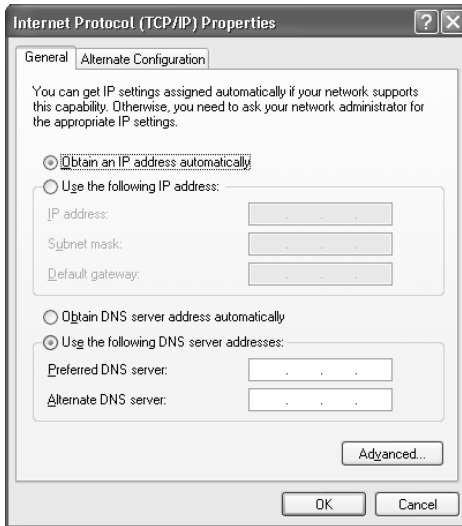 Internet Protocol (TCP/IP) Properties
General
Alternate Configuration
You can get IP settings assigned automatically if your network supports
this capability. Otherwise, you need to ask your network administrator for
the appropriate IP settings.
Obtain an IP address automatically
Use the following IP address:
IP address:
Subnet mask:
Default gateway:
Obtain DNS server address automatically
Use the following DNS server addresses:
Preferred DNS server:
Alternate DNS server:
Advanced...
OK
Cancel